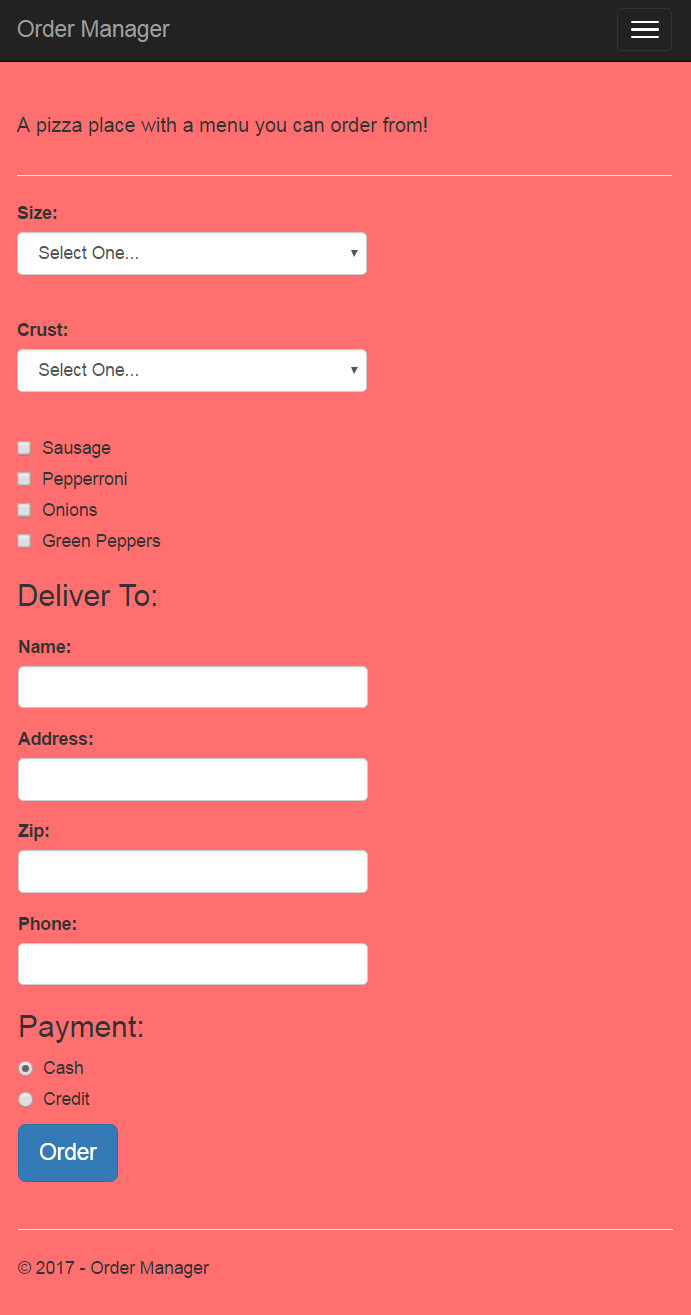 Order Manager
A pizza place with a menu you can order from!
Size:
Select One...
Crust:
Select One...
Sausage
Pepperroni
Onions
Green Peppers
Deliver To:
Name:
Address:
Zip:
Phone:
Payment:
Cash
Credit
Order
© 2017 - Order Manager